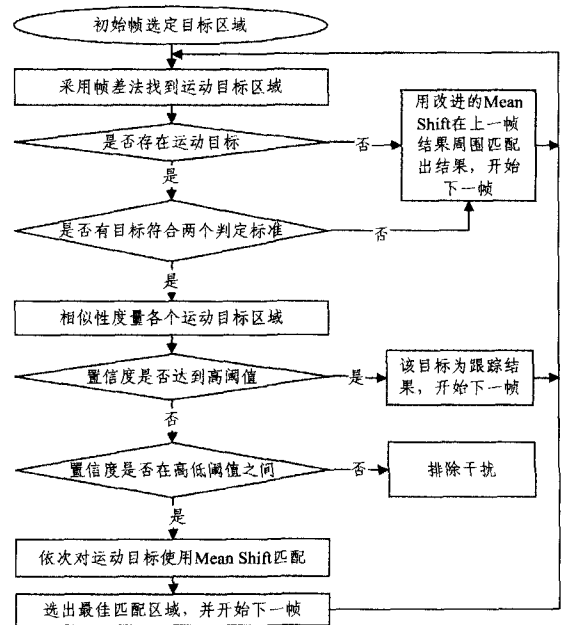 初始帧选定目标区域
采用帧差法找到运动目标区域
是否存在运动目标
否
用改进的Mean
Shift在上一帧
结果周围匹配
出结果，开始
下一帧
是
是否有目标符合两个判定标准
否
是
相似性度量各个运动目标区域
置信度是否达到高阈值
是
该目标为跟踪结
果，开始下一帧
否
置信度是否在高低阈值之间
否
排除干扰
是
依次对运动目标使用Mean Shift匹配
选出最佳匹配区域，并开始下一帧